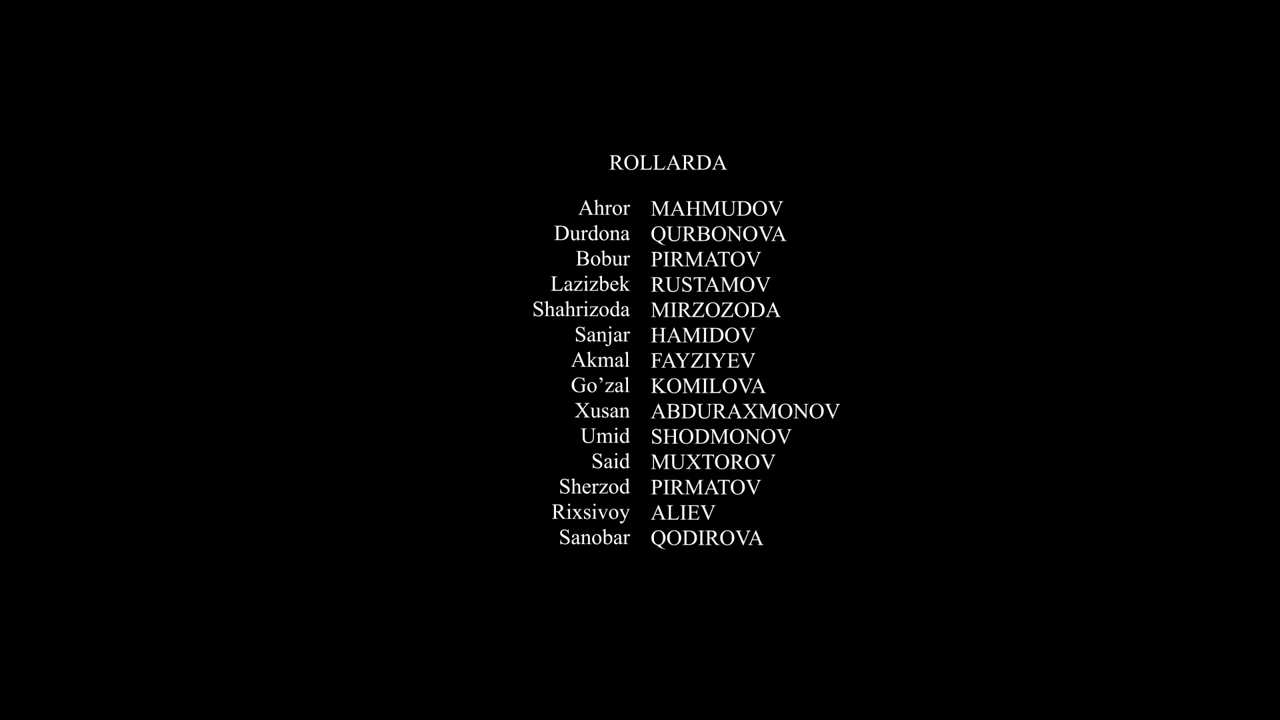 ROLLARDA
Ahror MAHMUDOV
Durdona QURBONOVA
Bobur PIRMATOV
Lazizbek RUSTAMOV
Shahrizoda MIRZOZODA
Sanjar HAMIDOV
Akmal FAYZIYEV
Go’zal KOMILOVA
Xusan ABDURAXMONOV
Umid SHODMONOV
Said MUXTOROV
Sherzod PIRMATOV
Rixsivoy ALIEV
Sanobar QODIROVA